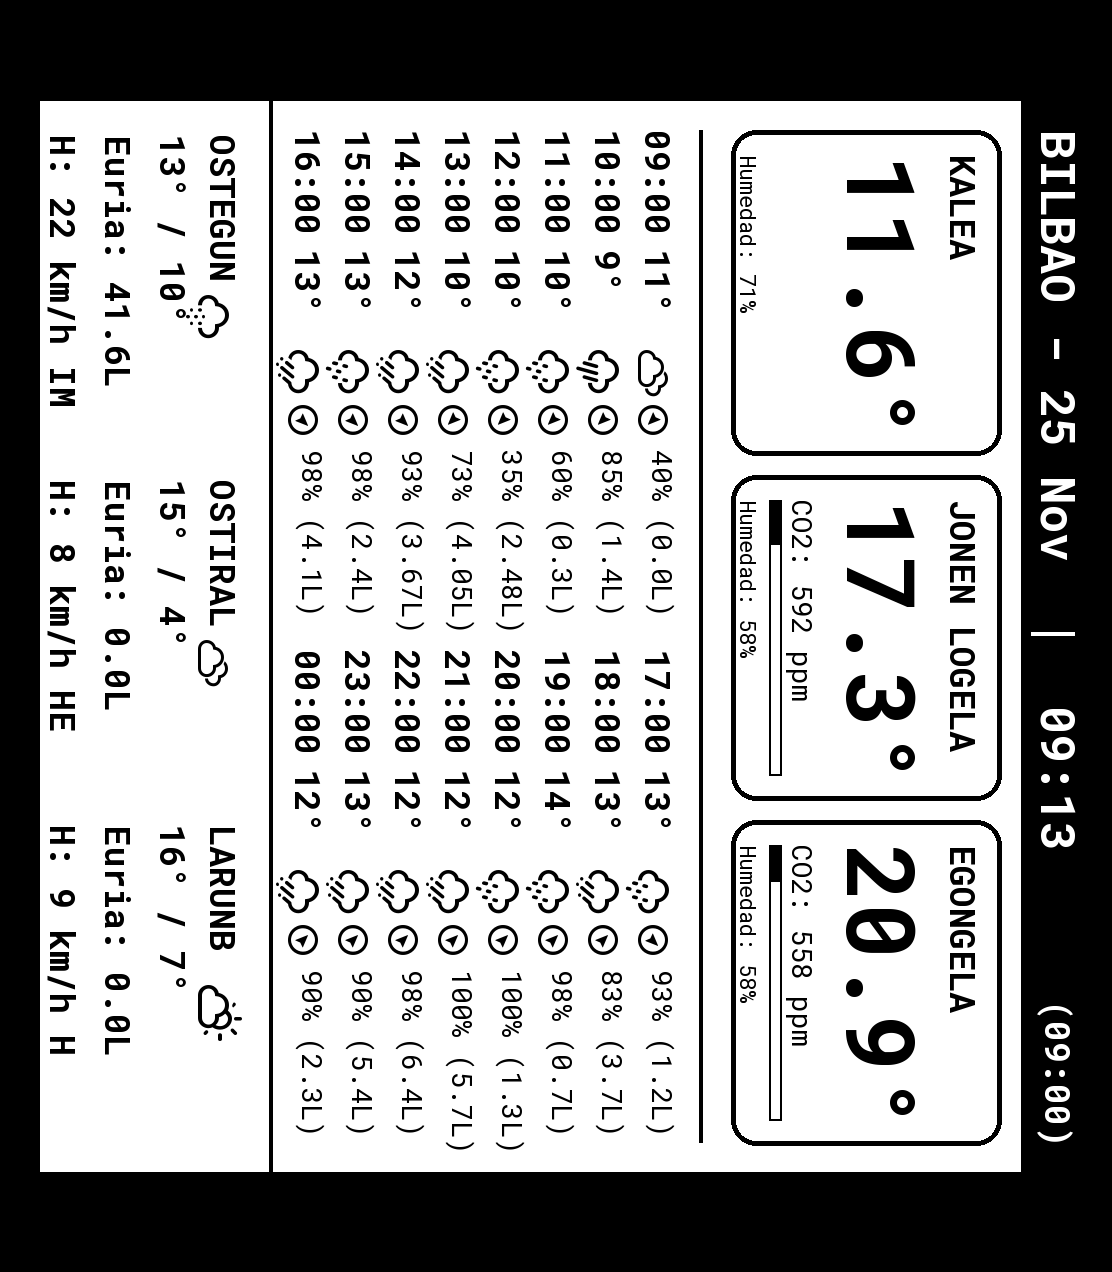 BILBAO - 25 Nov | 09:13 (09:00)
KALEA
11.6°
Humedad: 71%
JONEN LOGELA
17.3°
CO2: 592 ppm
Humedad: 58%
EGONGELA
20.9°
CO2: 558 ppm
Humedad: 58%
09:00 11° 40% (0.0L)
10:00 9° 85% (1.4L)
11:00 10° 60% (0.3L)
12:00 10° 35% (2.48L)
13:00 10° 73% (4.05L)
14:00 12° 93% (3.67L)
15:00 13° 98% (2.4L)
16:00 13° 98% (4.1L)
17:00 13° 93% (1.2L)
18:00 13° 83% (3.7L)
19:00 14° 98% (0.7L)
20:00 12° 100% (1.3L)
21:00 12° 100% (5.7L)
22:00 12° 98% (6.4L)
23:00 13° 90% (5.4L)
00:00 12° 90% (2.3L)
OSTEGUN
13° / 10°
Euria: 41.6L
H: 22 km/h IM
OSTIRAL
15° / 4°
Euria: 0.0L
H: 8 km/h HE
LARUNB
16° / 7°
Euria: 0.0L
H: 9 km/h H